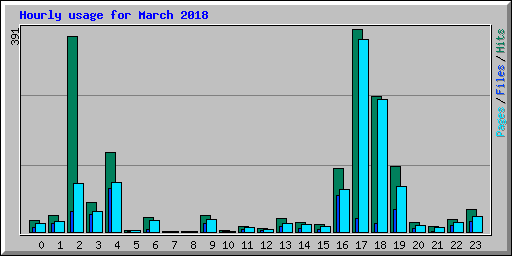 Hourly usage for March 2018
391
Pages/Files/Hits
0 1 2 3 4 5 6 7 8 9 10 11 12 13 14 15 16 17 18 19 20 21 22 23